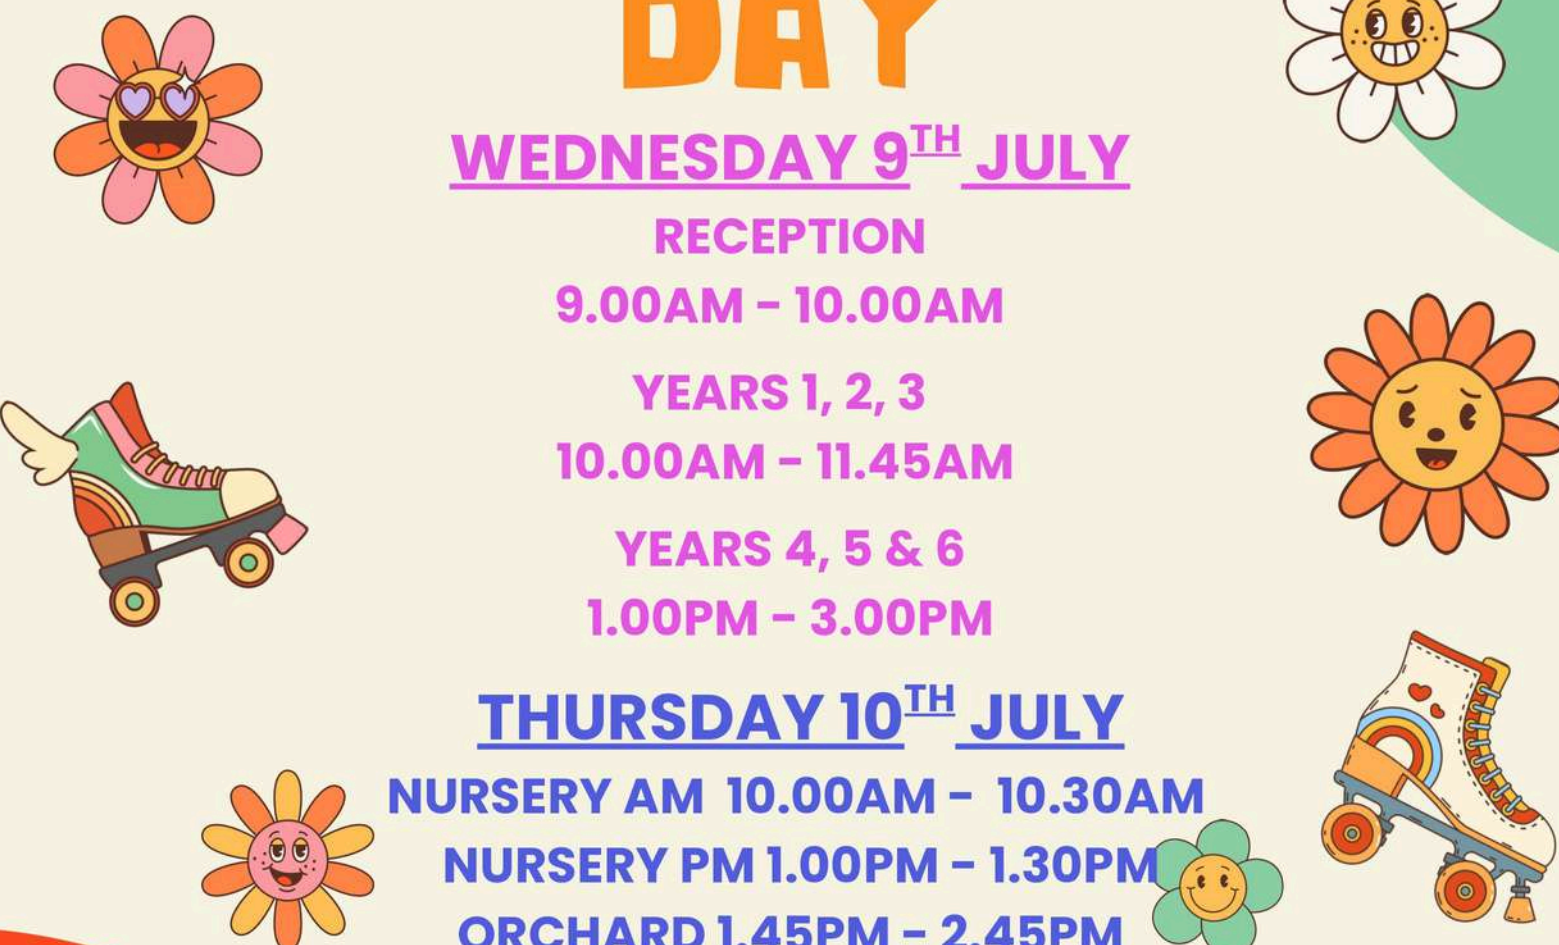 DAY
WEDNESDAY 9TH JULY
RECEPTION
9.00AM - 10.00AM
YEARS 1, 2, 3
10.00AM - 11.45AM
YEARS 4, 5 & 6
1.00PM - 3.00PM
THURSDAY 10TH JULY
NURSERY AM 10.00AM - 10.30AM
NURSERY PM 1.00PM - 1.30PM
ORCHARD 1.45PM - 2.45PM